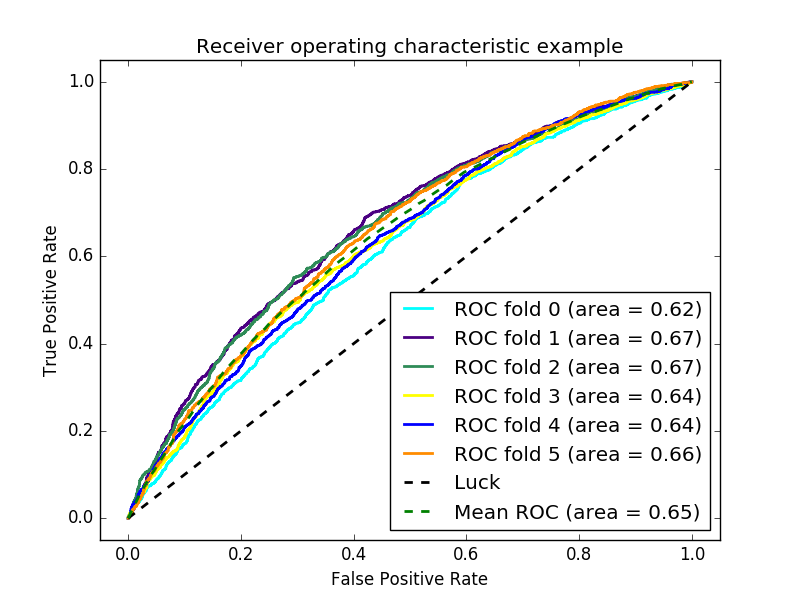 Receiver operating characteristic example
1.0
0.8
0.6
0.4
0.2
0.0
True Positive Rate
ROC fold 0 (area = 0.62)
ROC fold 1 (area = 0.67)
ROC fold 2 (area = 0.67)
ROC fold 3 (area = 0.64)
ROC fold 4 (area = 0.64)
ROC fold 5 (area = 0.66)
Luck
Mean ROC (area = 0.65)
0.0 0.2 0.4 0.6 0.8 1.0
False Positive Rate